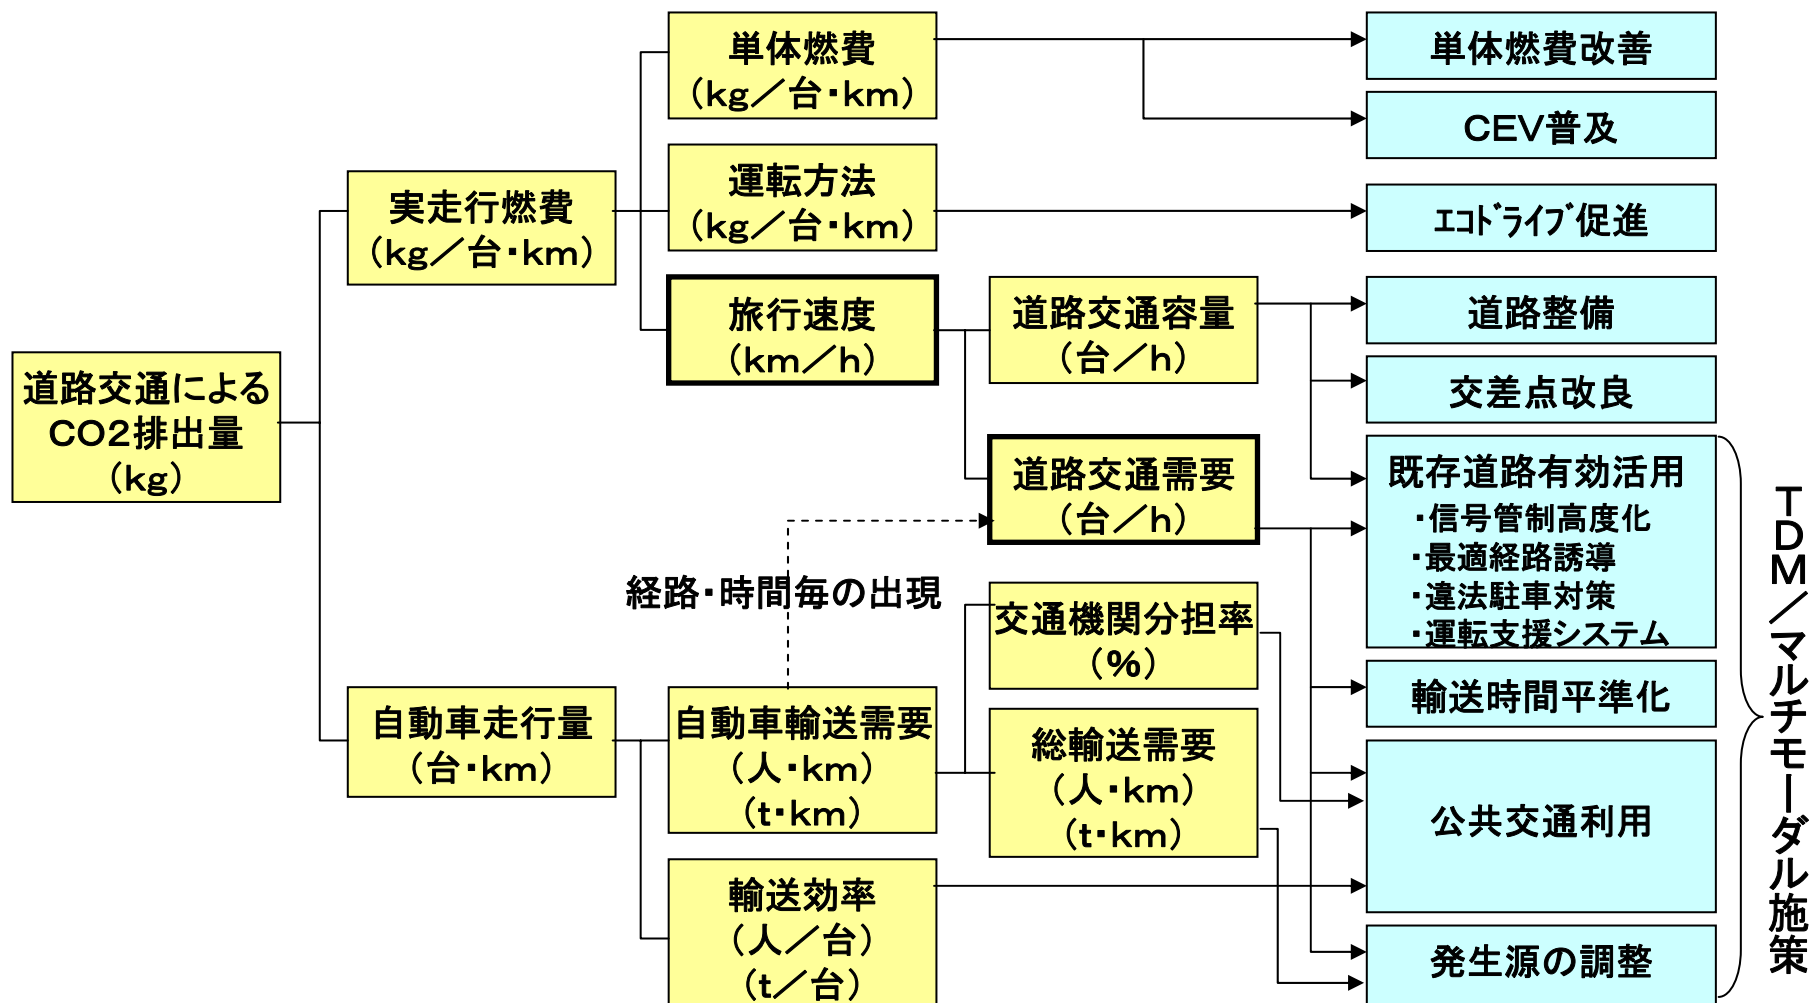 道路交通による
CO2排出量
(kg)
実走行燃費
(kg／台・km)
自動車走行量
(台・km)
単体燃費
(kg／台・km)
運転方法
(kg／台・km)
旅行速度
(km／h)
経路・時間毎の出現
自動車輸送需要
(人・km)
(t・km)
輸送効率
(人／台)
(t／台)
道路交通容量
(台／h)
道路交通需要
(台／h)
交通機関分担率
(%)
総輸送需要
(人・km)
(t・km)
単体燃費改善
CEV普及
ｴｺﾄﾞﾗｲﾌﾞ促進
道路整備
交差点改良
既存道路有効活用
・信号管制高度化
・最適経路誘導
・違法駐車対策
・運転支援システム
輸送時間平準化
公共交通利用
発生源の調整
TDM／マルチモーダル施策